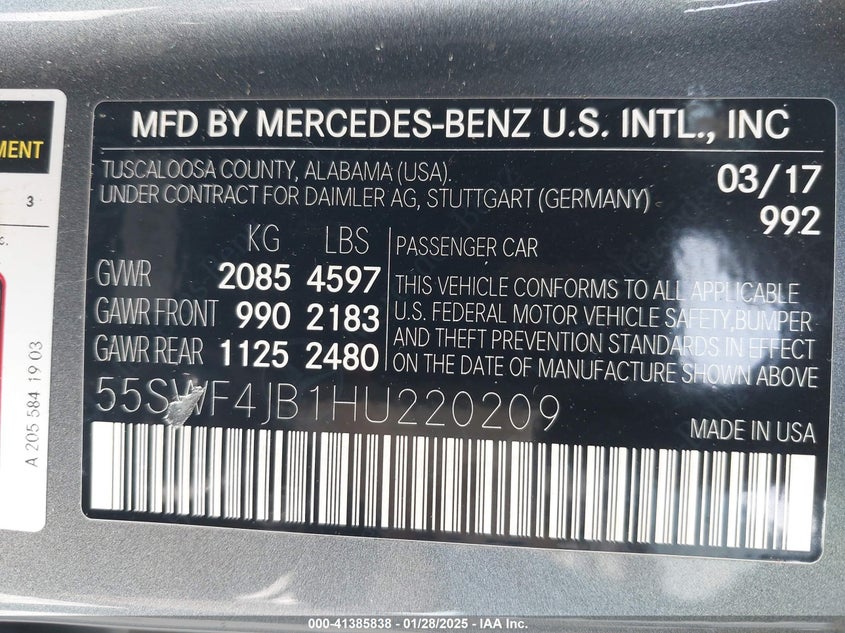 MENT
3
c.
A 205 584 19 03
MFD BY MERCEDES-BENZ U.S. INTL., INC
TUSCALOOSA COUNTY, ALABAMA (USA).
UNDER CONTRACT FOR DAIMLER AG, STUTTGART (GERMANY)
03/17
992
KG LBS
GVWR 2085 4597
GAWR FRONT 990 2183
GAWR REAR 1125 2480
PASSENGER CAR
THIS VEHICLE CONFORMS TO ALL APPLICABLE
U.S. FEDERAL MOTOR VEHICLE SAFETY,BUMPER
AND THEFT PREVENTION STANDARDS IN EFFECT
ON THE DATE OF MANUFACTURE SHOWN ABOVE
55SWF4JB1HU220209
MADE IN USA
000-41385838 - 01/28/2025 - IAA Inc.